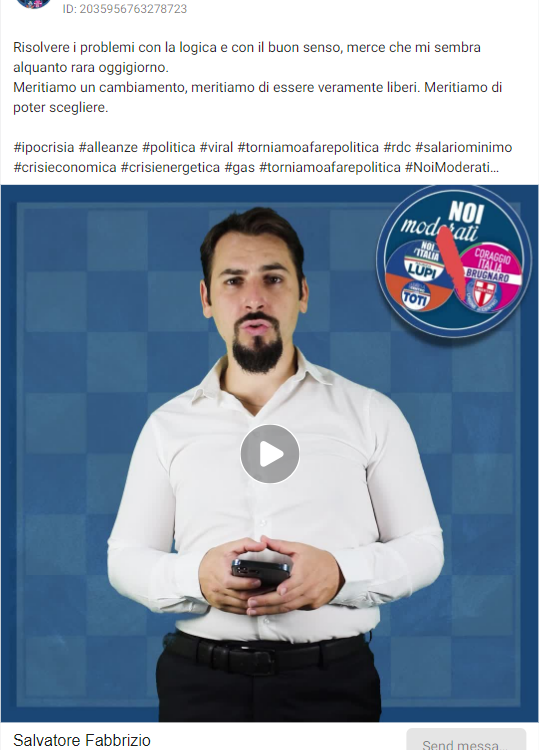 ID: 2035956763278723
Risolvere i problemi con la logica e con il buon senso, merce che mi sembra
alquanto rara oggigiorno.
Meritiamo un cambiamento, meritiamo di essere veramente liberi. Meritiamo di
poter scegliere.
#ipocrisia #alleanze #politica #viral #torniamoafarepolitica #rdc #salariominimo
#crisieconomica #crisienergetica #gas #torniamoafarepolitica #NoiModerati...
NOI
moderati
NOI
L'ITALIA
LUPI
TOTI
CORAGGIO
ITALIA
BRUGNARO
Salvatore Fabbrizio
Send messa...